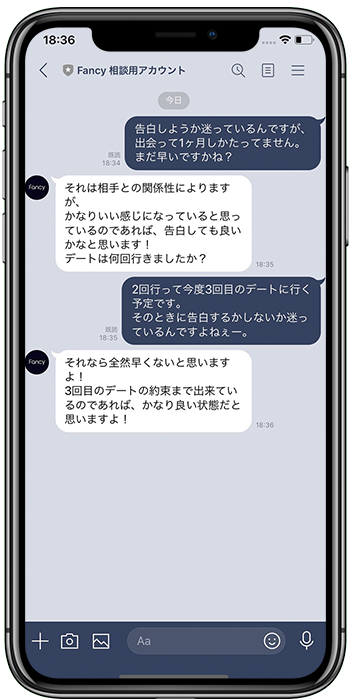 18:36
Fancy 相談用アカウント
今日
告白しようか迷っているんですが、
出会って1ヶ月しかたってません。
まだ早いですかね？
既読
18:34
Fancy
それは相手との関係性によります
が、
かなりいい感じになっていると思っ
ているのであれば、告白しても良い
かなと思います！
デートは何回行きましたか？
18:35
2回行って今度3回目のデートに行く
予定です。
そのときに告白するかしないか迷っ
ているんですよねぇー。
既読
18:35
Fancy
それなら全然早くないと思います
よ！
3回目のデートの約束まで出来てい
るのであれば、かなり良い状態だと
思いますよ！
18:36
Aa